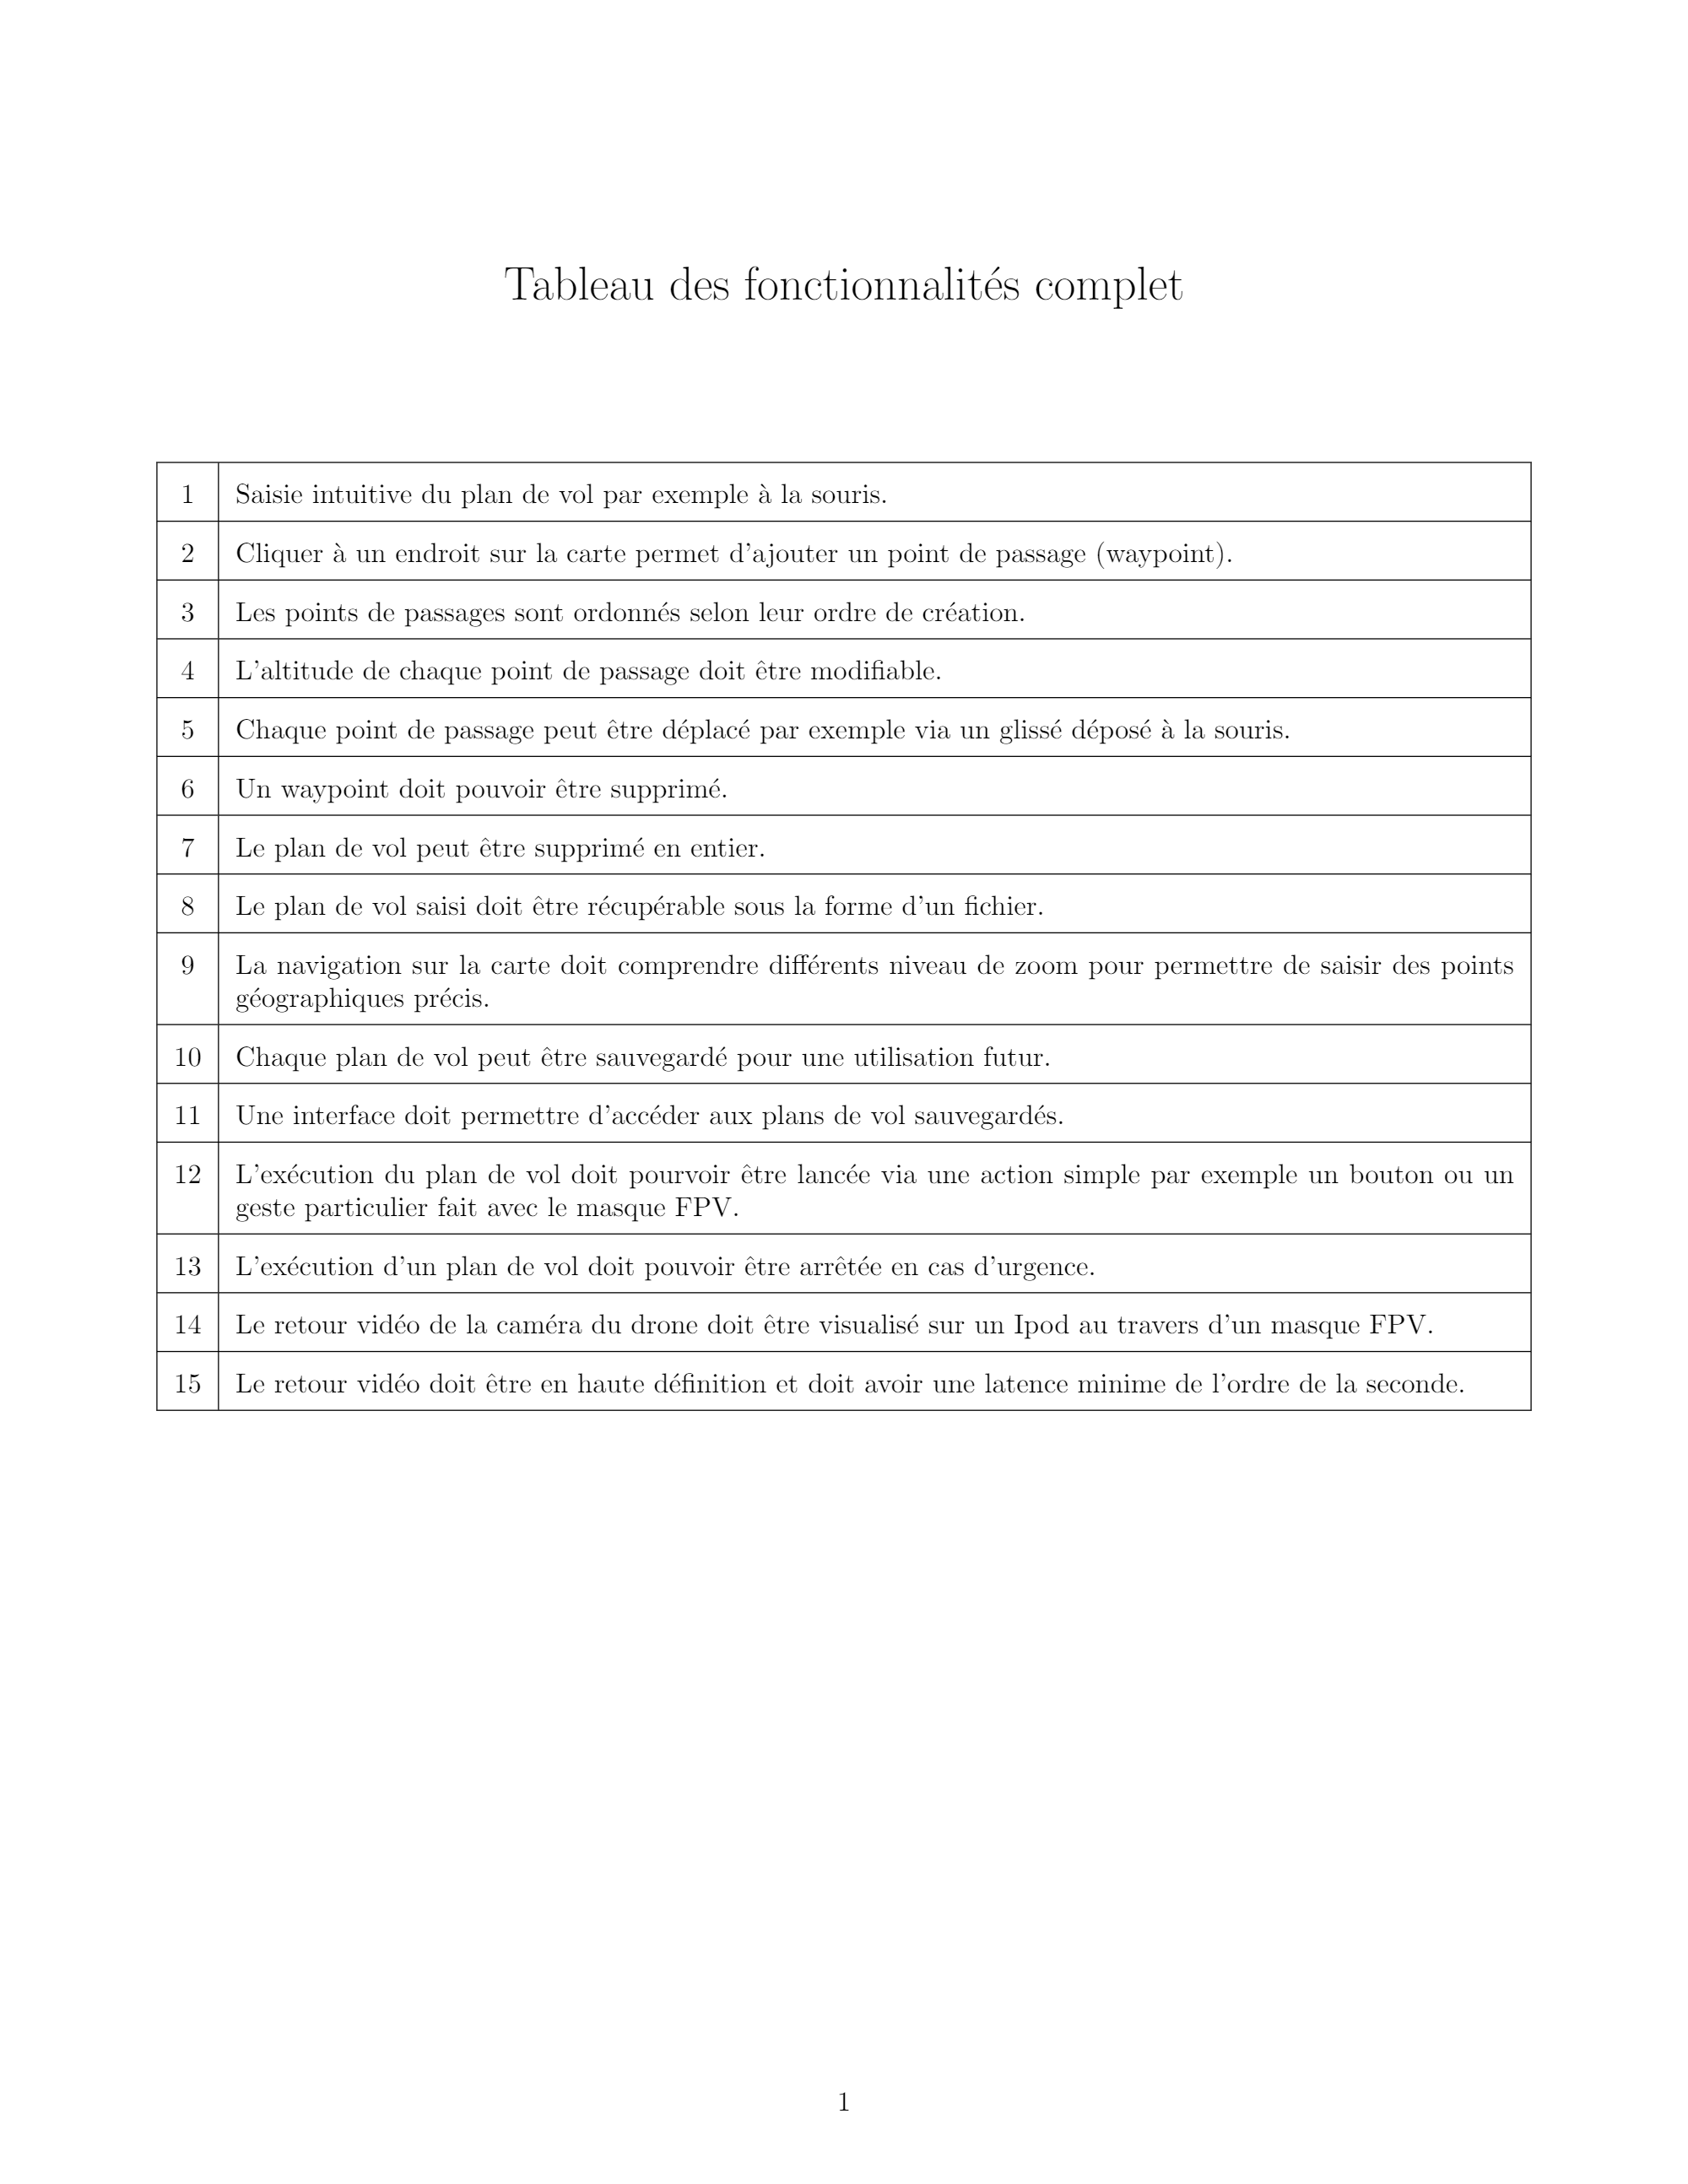 Tableau des fonctionnalités complet
1 Saisie intuitive du plan de vol par exemple à la souris.
2 Cliquer à un endroit sur la carte permet d'ajouter un point de passage (waypoint).
3 Les points de passages sont ordonnés selon leur ordre de création.
4 L'altitude de chaque point de passage doit être modifiable.
5 Chaque point de passage peut être déplacé par exemple via un glissé déposé à la souris.
6 Un waypoint doit pouvoir être supprimé.
7 Le plan de vol peut être supprimé en entier.
8 Le plan de vol saisi doit être récupérable sous la forme d'un fichier.
9 La navigation sur la carte doit comprendre différents niveau de zoom pour permettre de saisir des points
géographiques précis.
10 Chaque plan de vol peut être sauvegardé pour une utilisation futur.
11 Une interface doit permettre d'accéder aux plans de vol sauvegardés.
12 L'exécution du plan de vol doit pourvoir être lancée via une action simple par exemple un bouton ou un
geste particulier fait avec le masque FPV.
13 L'exécution d'un plan de vol doit pouvoir être arrêtée en cas d'urgence.
14 Le retour vidéo de la caméra du drone doit être visualisé sur un Ipod au travers d'un masque FPV.
15 Le retour vidéo doit être en haute définition et doit avoir une latence minime de l'ordre de la seconde.
1